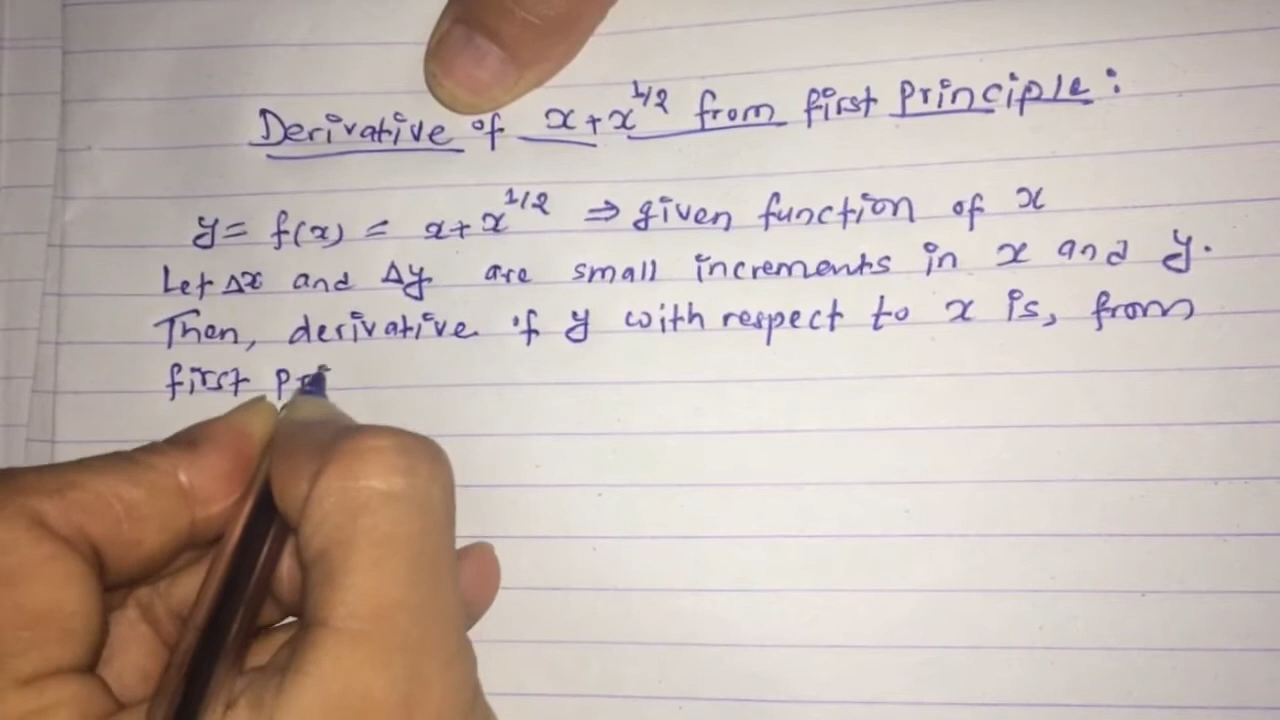 Derivative of x+x^1/2 from first principle:
y= f(x) = x+x^1/2 ⇒ given function of x
Let Δx and Δy are small increments in x and y.
Then, derivative of y with respect to x is, from
first